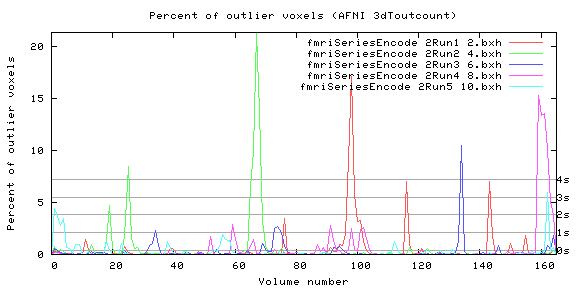 Percent of outlier voxels (AFNI 3dToutcount)
Percent of outlier voxels
20
15
10
5
0
fmriSeriesEncode 2Run1 2.bxh
fmriSeriesEncode 2Run2 4.bxh
fmriSeriesEncode 2Run3 6.bxh
fmriSeriesEncode 2Run4 8.bxh
fmriSeriesEncode 2Run5 10.bxh
4s
3s
2s
1s
0s
0 20 40 60 80 100 120 140 160
Volume number